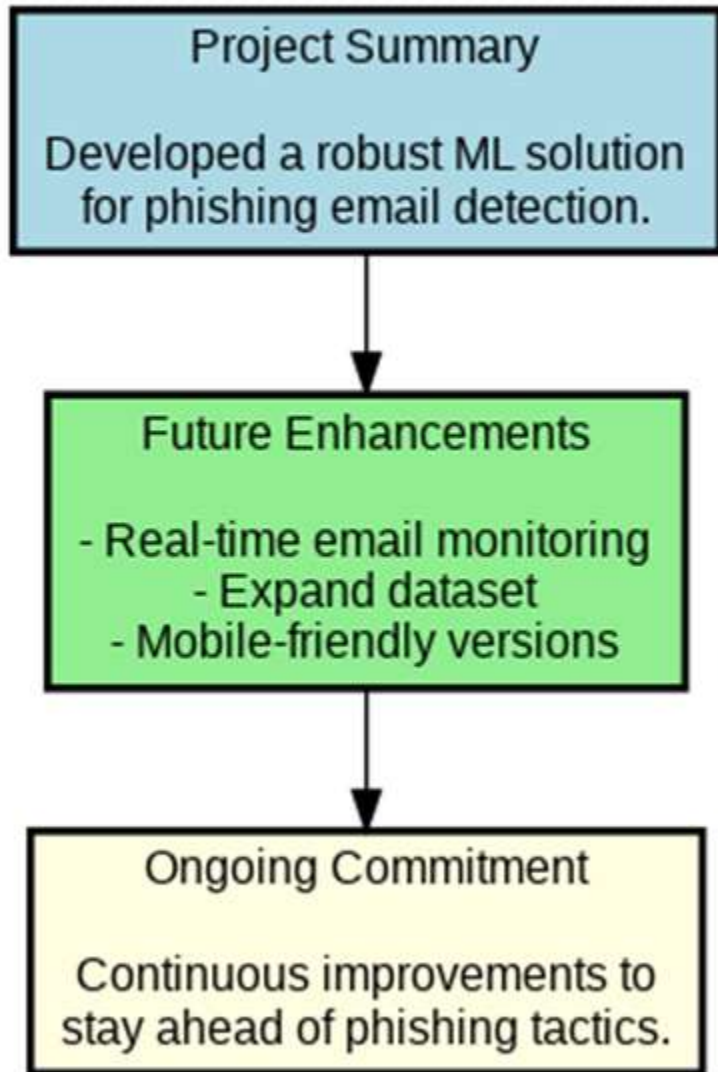 Project Summary
Developed a robust ML solution
for phishing email detection.
Future Enhancements
- Real-time email monitoring
- Expand dataset
- Mobile-friendly versions
Ongoing Commitment
Continuous improvements to
stay ahead of phishing tactics.